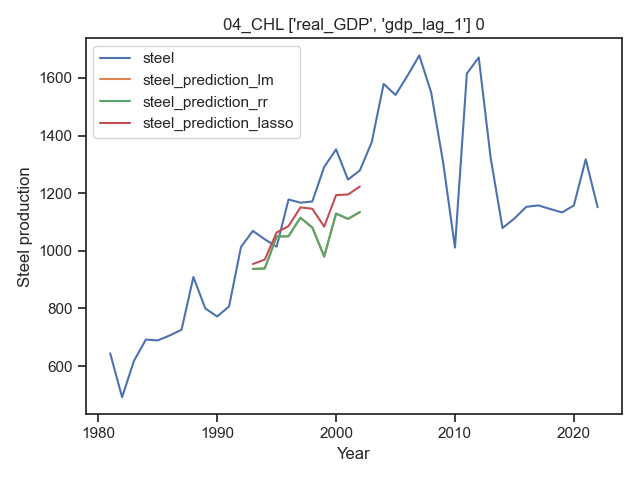 04_CHL ['real_GDP', 'gdp_lag_1'] 0
steel
steel_prediction_lm
steel_prediction_rr
steel_prediction_lasso
Steel production
1600
1400
1200
1000
800
600
1980
1990
2000
2010
2020
Year